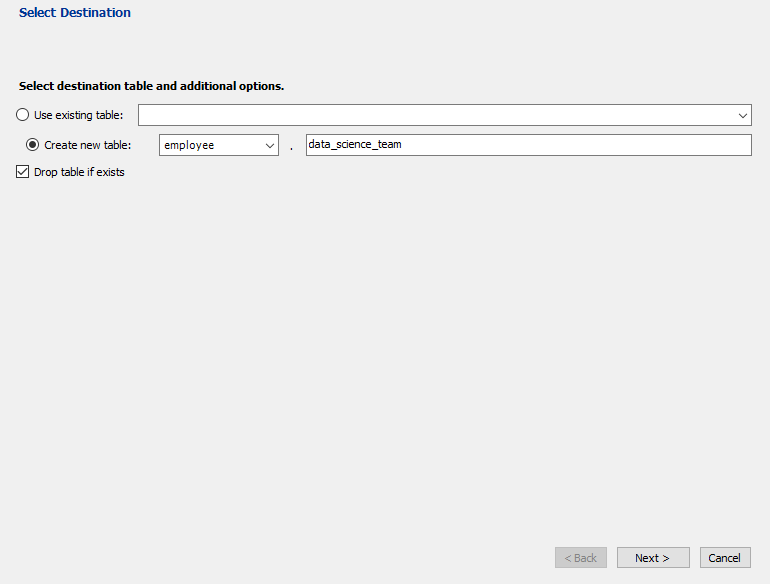 Select Destination
Select destination table and additional options.
Use existing table:
Create new table: employee . data_science_team
Drop table if exists
< Back Next > Cancel